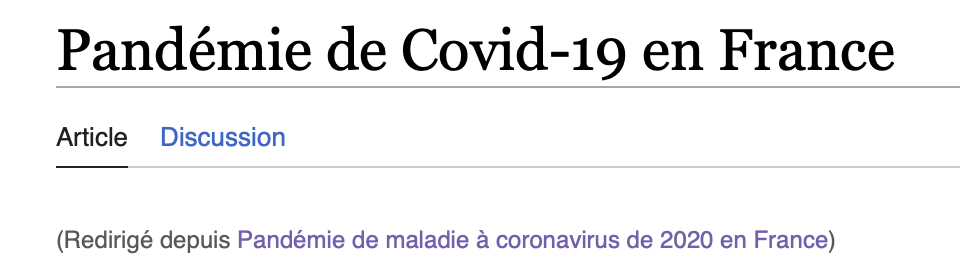 Pandémie de Covid-19 en France
Article Discussion
(Redirigé depuis Pandémie de maladie à coronavirus de 2020 en France)